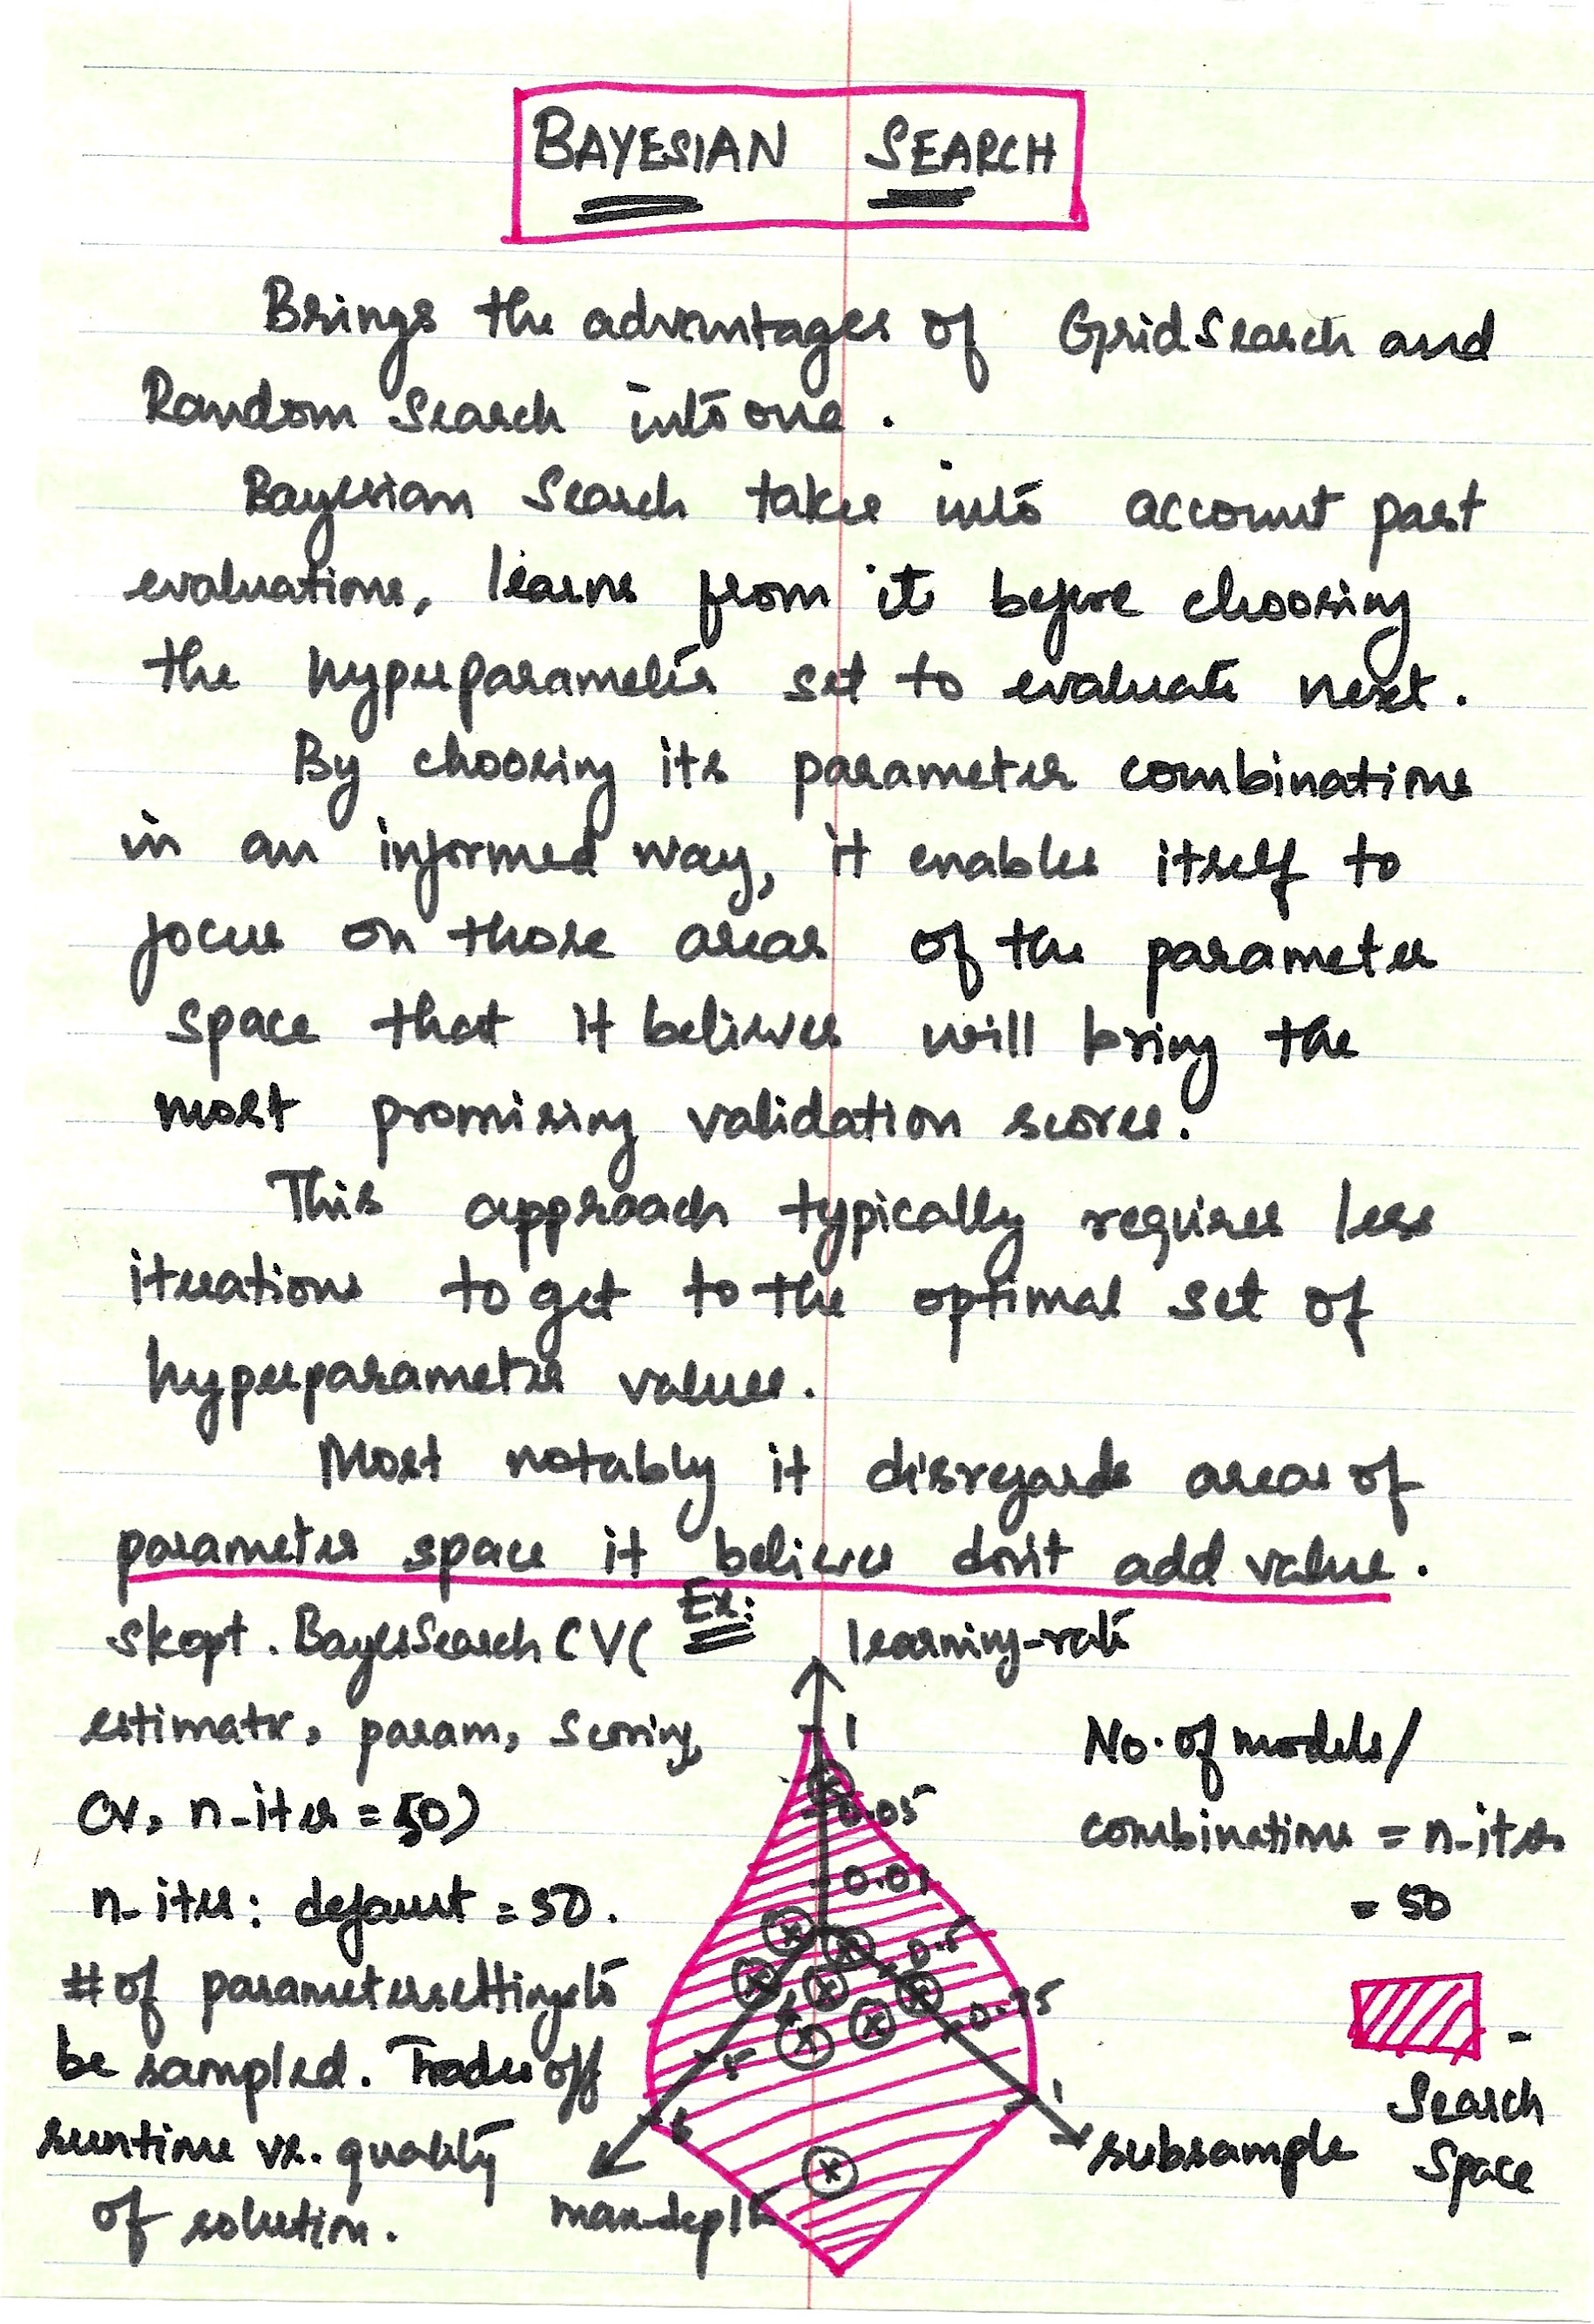 BAYESIAN SEARCH
Brings the advantages of GridSearch and
Random Search into one.
Bayesian Search takes into account past
evaluations, learns from it before choosing
the hyperparameter set to evaluate next.
By choosing its parameter combinations
in an informed way, it enables itself to
focus on those areas of the parameter
space that it believes will bring the
most promising validation scores.
This approach typically requires less
iterations to get to the optimal set of
hyperparameter values.
Most notably it disregards areas of
parameter space it believes don't add value.
skopt.BayesSearchCV(
estimator, param, scoring,
cv, n-iter = 50)
n-iter: default = 50.
# of parameter settings to
be sampled. Trades off
runtime vs. quality
of solution.
Ex:
learning-rate
1
0.05
0.01
0.5
0.75
1
subsample
4
5
6
max-depth
No. of models/
combinations = n-iter
= 50
-
Search
Space